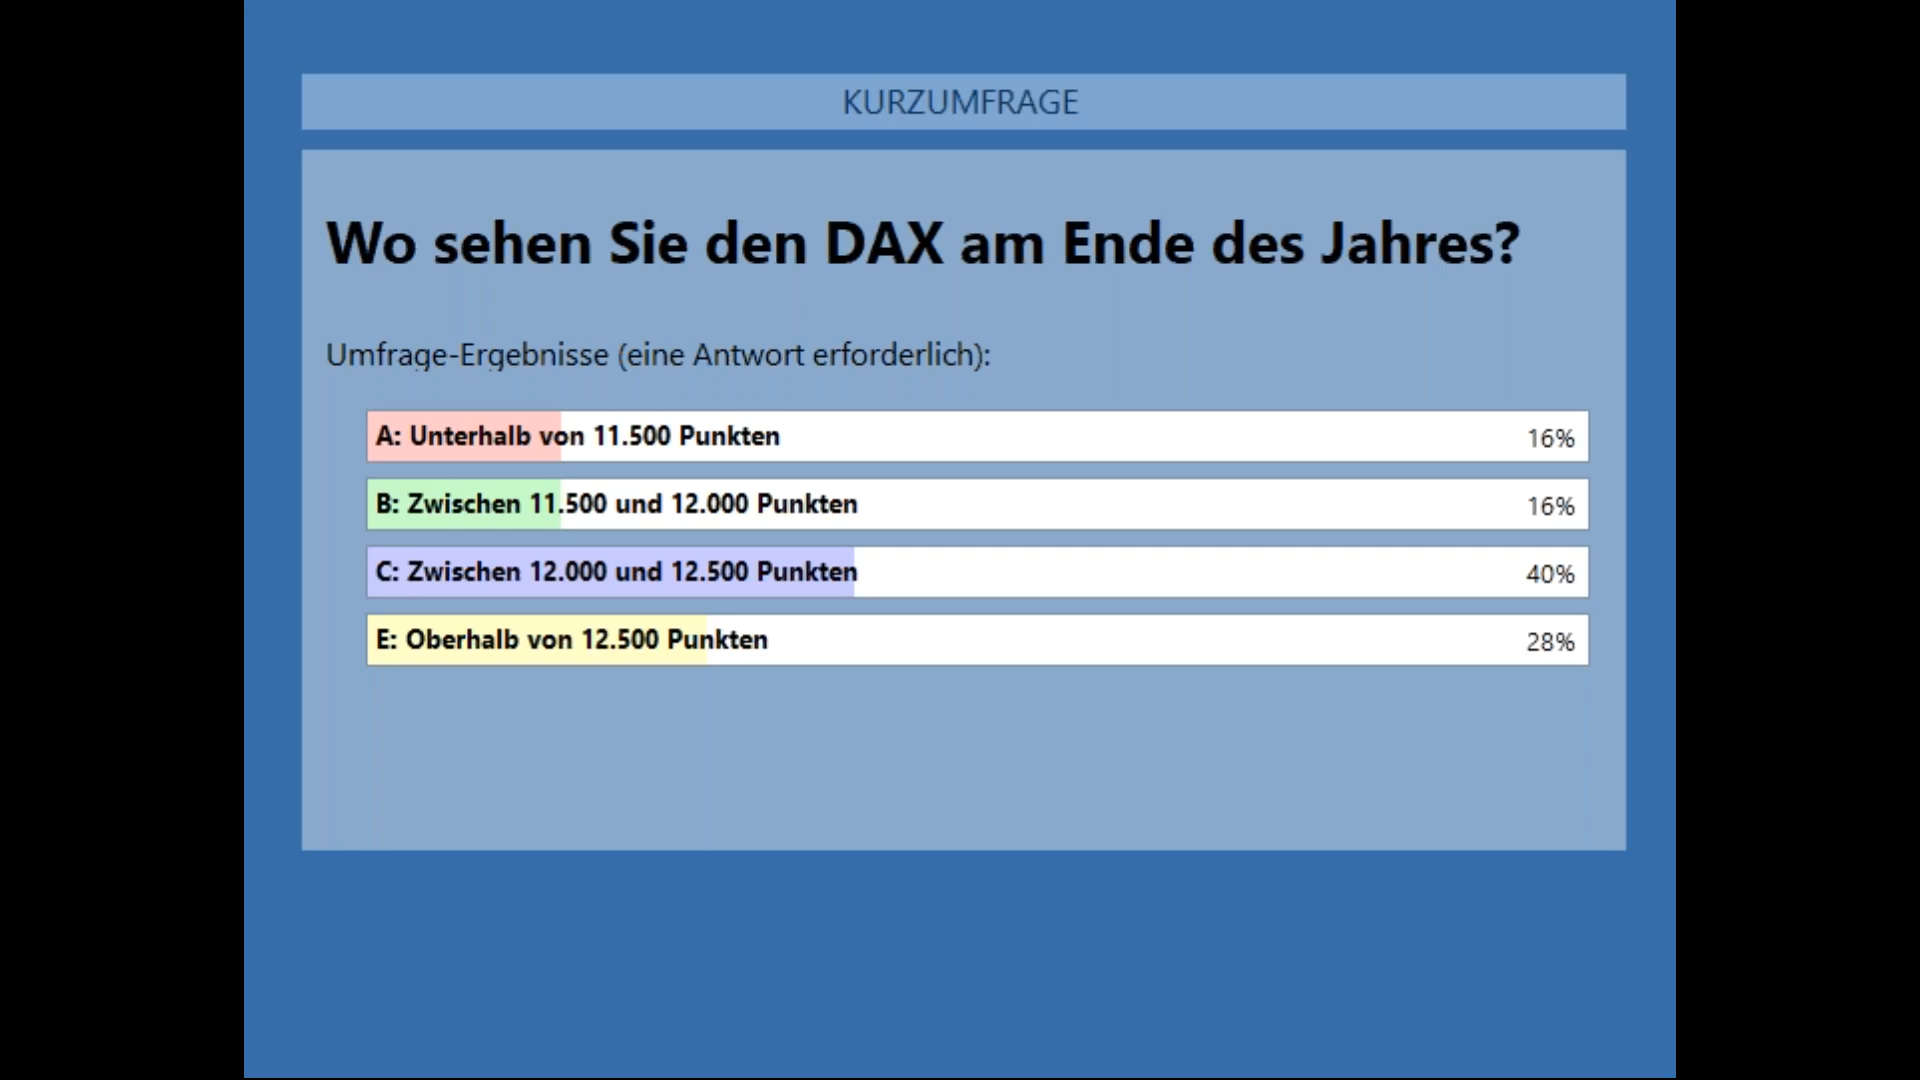 KURZUMFRAGE
Wo sehen Sie den DAX am Ende des Jahres?
Umfrage-Ergebnisse (eine Antwort erforderlich):
A: Unterhalb von 11.500 Punkten 16%
B: Zwischen 11.500 und 12.000 Punkten 16%
C: Zwischen 12.000 und 12.500 Punkten 40%
E: Oberhalb von 12.500 Punkten 28%